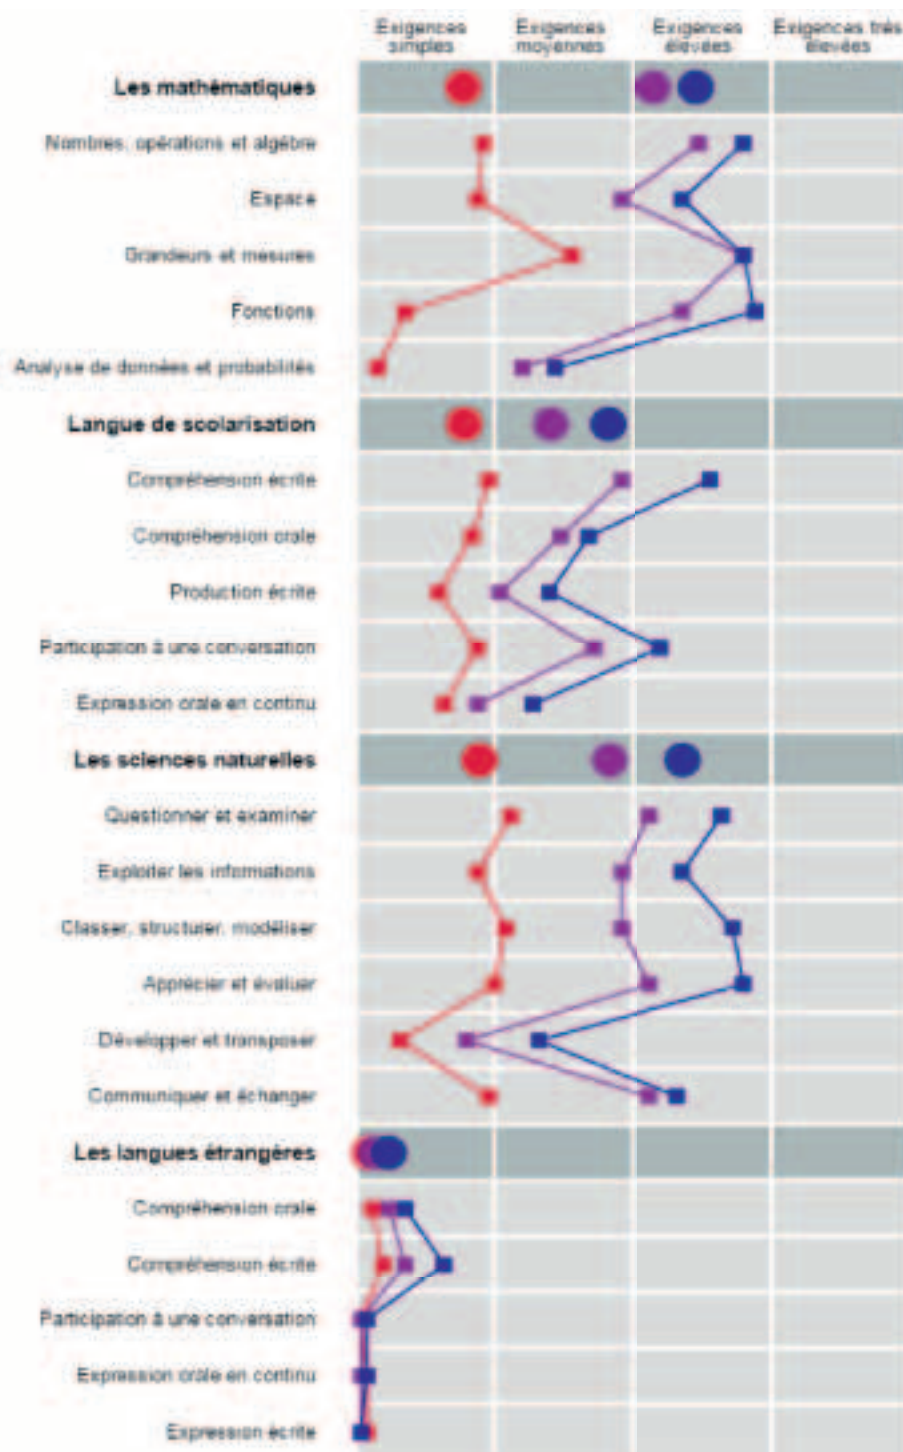 Exigences simples
Exigences moyennes
Exigences élevées
Exigences très élevées
Les mathématiques
Nombres, opérations et algèbre
Espace
Grandeurs et mesures
Fonctions
Analyse de données et probabilités
Langue de scolarisation
Compréhension écrite
Compréhension orale
Production écrite
Participation à une conversation
Expression orale en continu
Les sciences naturelles
Questionner et examiner
Exploiter les informations
Classer, structurer, modéliser
Apprécier et évaluer
Développer et transposer
Communiquer et échanger
Les langues étrangères
Compréhension orale
Compréhension écrite
Participation à une conversation
Expression orale en continu
Expression écrite